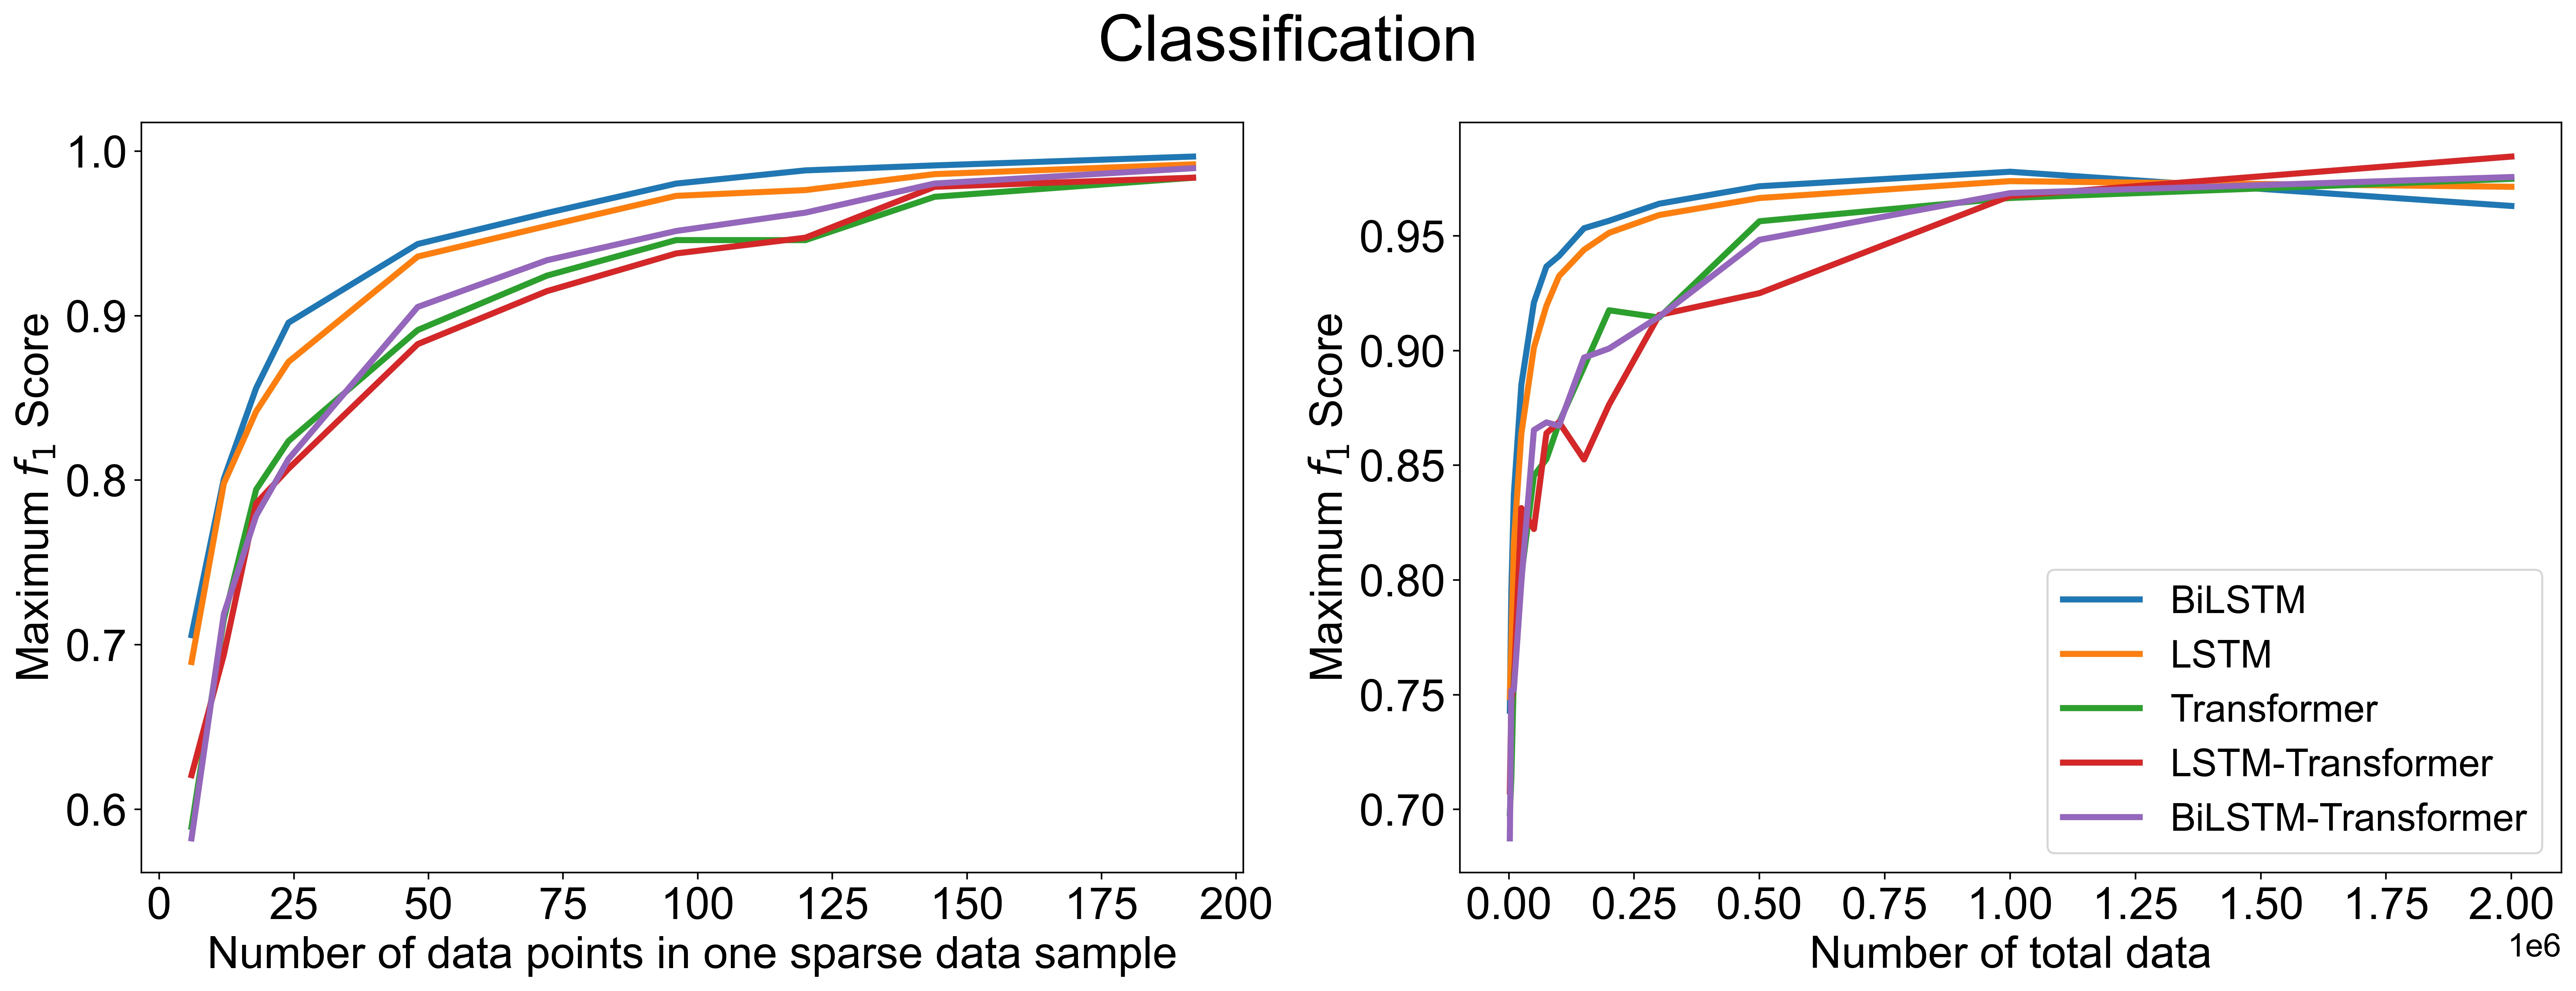 Classification
Maximum f1 Score
1.0
0.9
0.8
0.7
0.6
0 25 50 75 100 125 150 175 200
Number of data points in one sparse data sample
Maximum f1 Score
0.95
0.90
0.85
0.80
0.75
0.70
0.00 0.25 0.50 0.75 1.00 1.25 1.50 1.75 2.00
1e6
Number of total data
BiLSTM
LSTM
Transformer
LSTM-Transformer
BiLSTM-Transformer